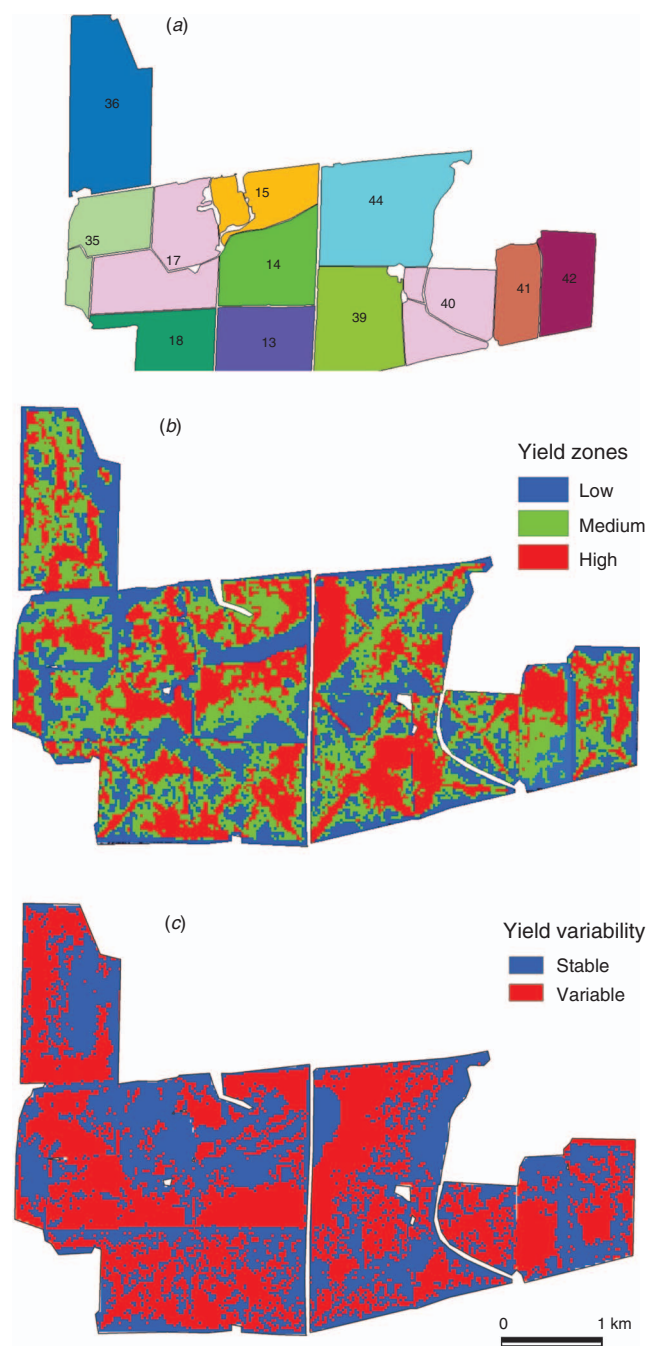 (a)
36
15
44
35
17
14
40
41
42
39
18
13
(b)
Yield zones
Low
Medium
High
(c)
Yield variability
Stable
Variable
0 1 km